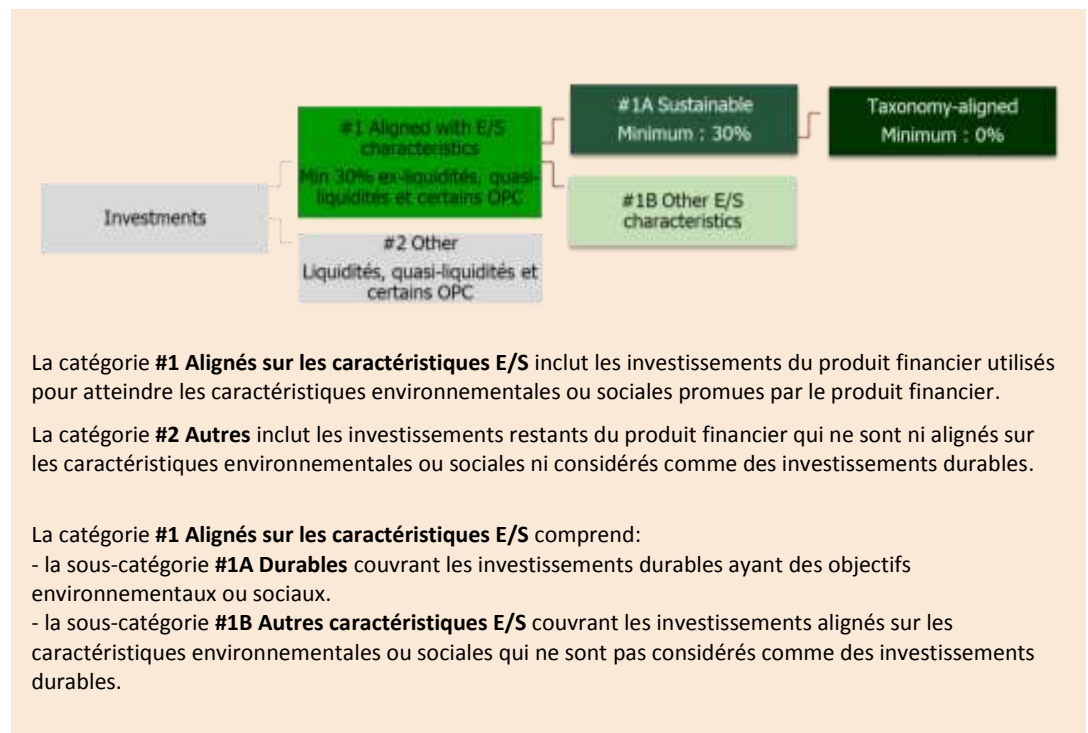 #1A Sustainable
Minimum : 30%
Taxonomy-aligned
Minimum : 0%
#1 Aligned with E/S
characteristics
Min 30% ex-liquidités, quasi-
liquidités et certains OPC
#1B Other E/S
characteristics
Investments
#2 Other
Liquidités, quasi-liquidités et
certains OPC
La catégorie #1 Alignés sur les caractéristiques E/S inclut les investissements du produit financier utilisés
pour atteindre les caractéristiques environnementales ou sociales promues par le produit financier.
La catégorie #2 Autres inclut les investissements restants du produit financier qui ne sont ni alignés sur
les caractéristiques environnementales ou sociales ni considérés comme des investissements durables.
La catégorie #1 Alignés sur les caractéristiques E/S comprend:
- la sous-catégorie #1A Durables couvrant les investissements durables ayant des objectifs
environnementaux ou sociaux.
- la sous-catégorie #1B Autres caractéristiques E/S couvrant les investissements alignés sur les
caractéristiques environnementales ou sociales qui ne sont pas considérés comme des investissements
durables.